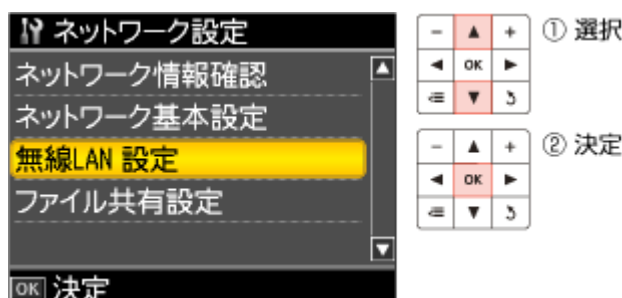 ネットワーク設定
ネットワーク情報確認
ネットワーク基本設定
無線LAN 設定
ファイル共有設定
OK 決定
- ▲ +
◀ OK ▶
▼
① 選択
- ▲ +
◀ OK ▶
▼
② 決定